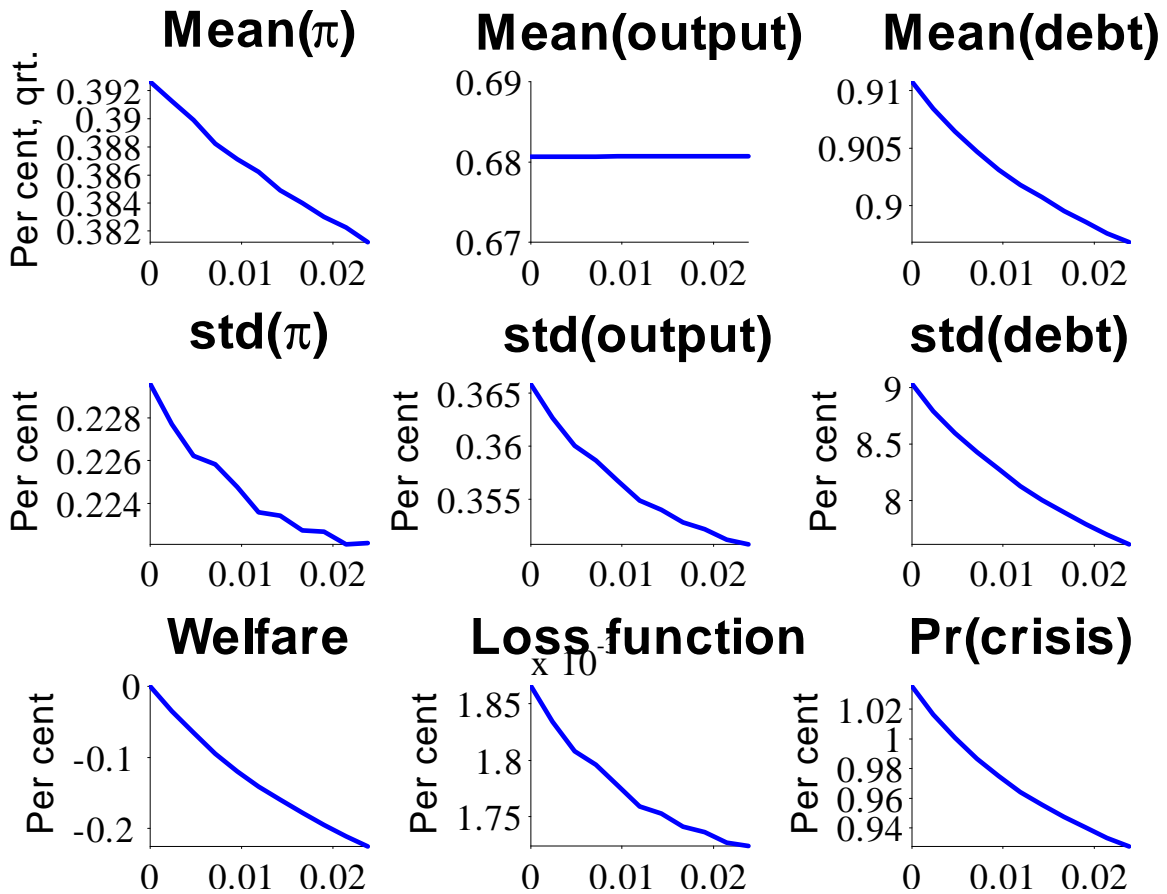 Mean(π)
Per cent, qrt.
0.392
0.39
0.388
0.386
0.384
0.382
0 0.01 0.02
Mean(output)
0.69
0.68
0.67
0 0.01 0.02
Mean(debt)
0.91
0.905
0.9
0 0.01 0.02
std(π)
Per cent
0.228
0.226
0.224
0 0.01 0.02
std(output)
Per cent
0.365
0.36
0.355
0 0.01 0.02
std(debt)
Per cent
9
8.5
8
0 0.01 0.02
Welfare
Per cent
0
-0.1
-0.2
0 0.01 0.02
Loss function
x 10
Per cent
1.85
1.8
1.75
0 0.01 0.02
Pr(crisis)
Per cent
1.02
1
0.98
0.96
0.94
0 0.01 0.02